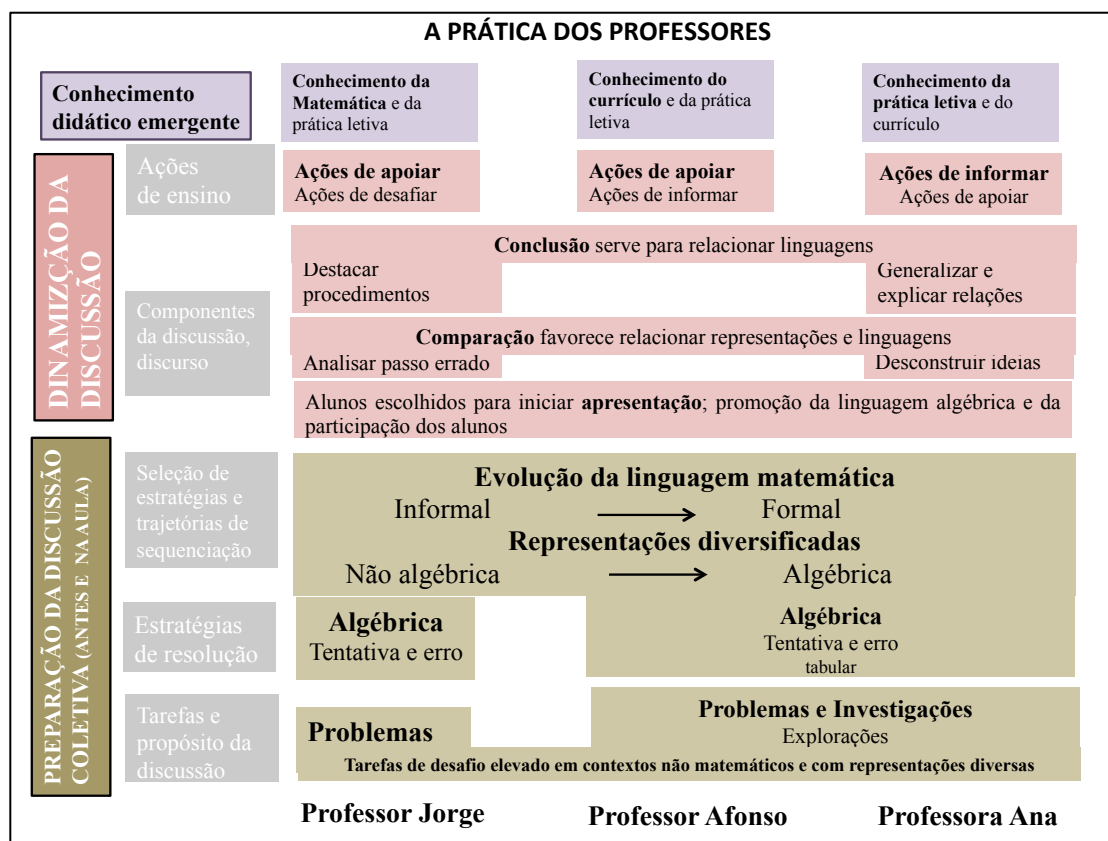 A PRÁTICA DOS PROFESSORES
Conhecimento
didático emergente
Conhecimento da
Matemática e da
prática letiva
Conhecimento do
currículo e da prática
letiva
Conhecimento da
prática letiva e do
currículo
DINAMIZÇÃO DA
DISCUSSÃO
Ações
de ensino
Ações de apoiar
Ações de desafiar
Ações de apoiar
Ações de informar
Ações de informar
Ações de apoiar
Componentes
da discussão,
discurso
Conclusão serve para relacionar linguagens
Destacar
procedimentos
Generalizar e
explicar relações
Comparação favorece relacionar representações e linguagens
Analisar passo errado
Desconstruir ideias
Alunos escolhidos para iniciar apresentação; promoção da linguagem algébrica e da
participação dos alunos
PREPARAÇÃO DA DISCUSSÃO
COLETIVA (ANTES E NA AULA)
Seleção de
estratégias e
trajetórias de
sequenciação
Evolução da linguagem matemática
Informal Formal
Representações diversificadas
Não algébrica Algébrica
Estratégias
de resolução
Algébrica
Tentativa e erro
Algébrica
Tentativa e erro
tabular
Tarefas e
propósito da
discussão
Problemas
Problemas e Investigações
Explorações
Tarefas de desafio elevado em contextos não matemáticos e com representações diversas
Professor Jorge
Professor Afonso
Professora Ana